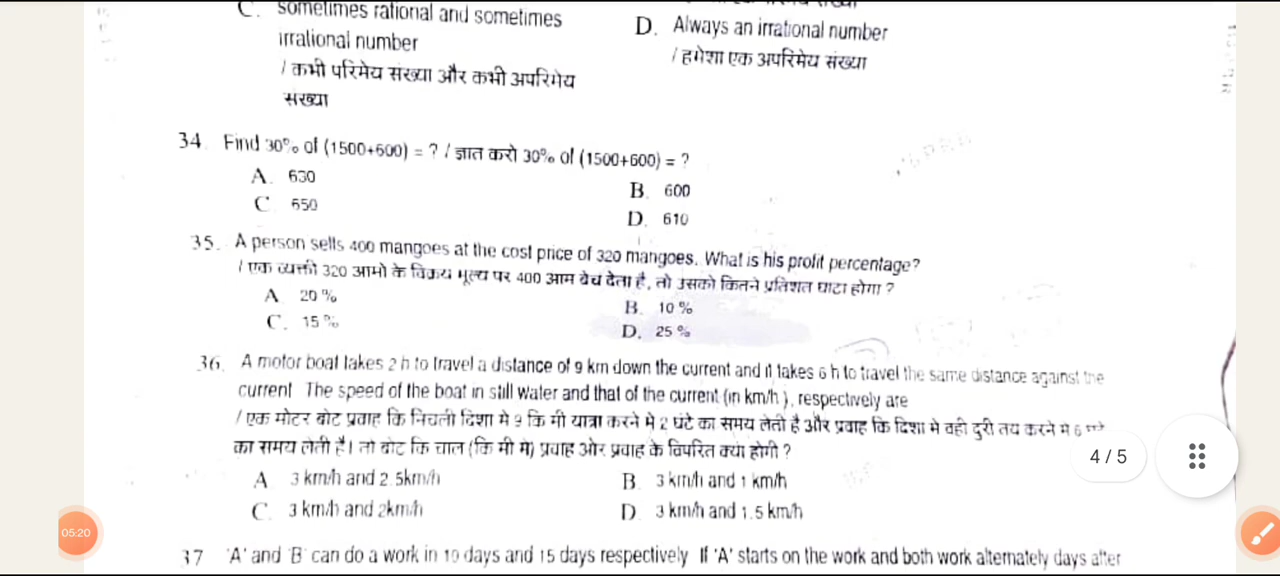 C. sometimes rational and sometimes
irrational number
/ कभी परिमेय संख्या और कभी अपरिमेय
संख्या
D. Always an irrational number
/ हमेशा एक अपरिमेय संख्या
34. Find 30% of (1500+600) = ? / ज्ञात करो 30% of (1500+600) = ?
A. 630
B. 600
C. 650
D. 610
35. A person sells 400 mangoes at the cost price of 320 mangoes. What is his profit percentage?
/ एक व्यक्ती 320 आमो के विक्रय मूल्य पर 400 आम बेच देता है, तो उसको कितने प्रतिशत घाटा होगा ?
A. 20 %
B. 10 %
C. 15 %
D. 25 %
36. A motor boat takes 2 h to travel a distance of 9 km down the current and it takes 6 h to travel the same distance against the
current The speed of the boat in still water and that of the current (in km/h ), respectively are
/ एक मोटर बोट प्रवाह कि निचली दिशा मे 9 कि मी यात्रा करने मे 2 घंटे का समय लेती है और प्रवाह कि दिशा मे वही दुरी तय करने मे 6 घंटे
का समय लेती है। तो बोट कि चाल (कि मी मे) प्रवाह ओर प्रवाह के विपरित क्या होगी ?
A. 3 km/h and 2.5km/h
B. 3 km/h and 1 km/h
C. 3 km/h and 2km/h
D. 3 km/h and 1.5 km/h
4 / 5
05:20
37 'A' and 'B' can do a work in 10 days and 15 days respectively If 'A' starts on the work and both work alternately days after